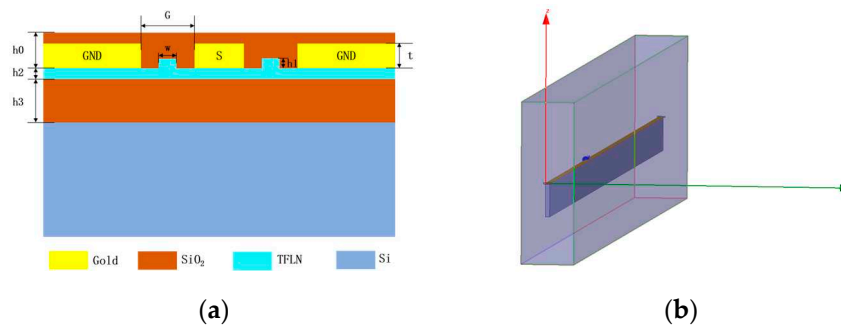 G
h0
GND
w
S
GND
t
h1
h2
h3
Gold
SiO₂
TFLN
Si
z
(a)
(b)